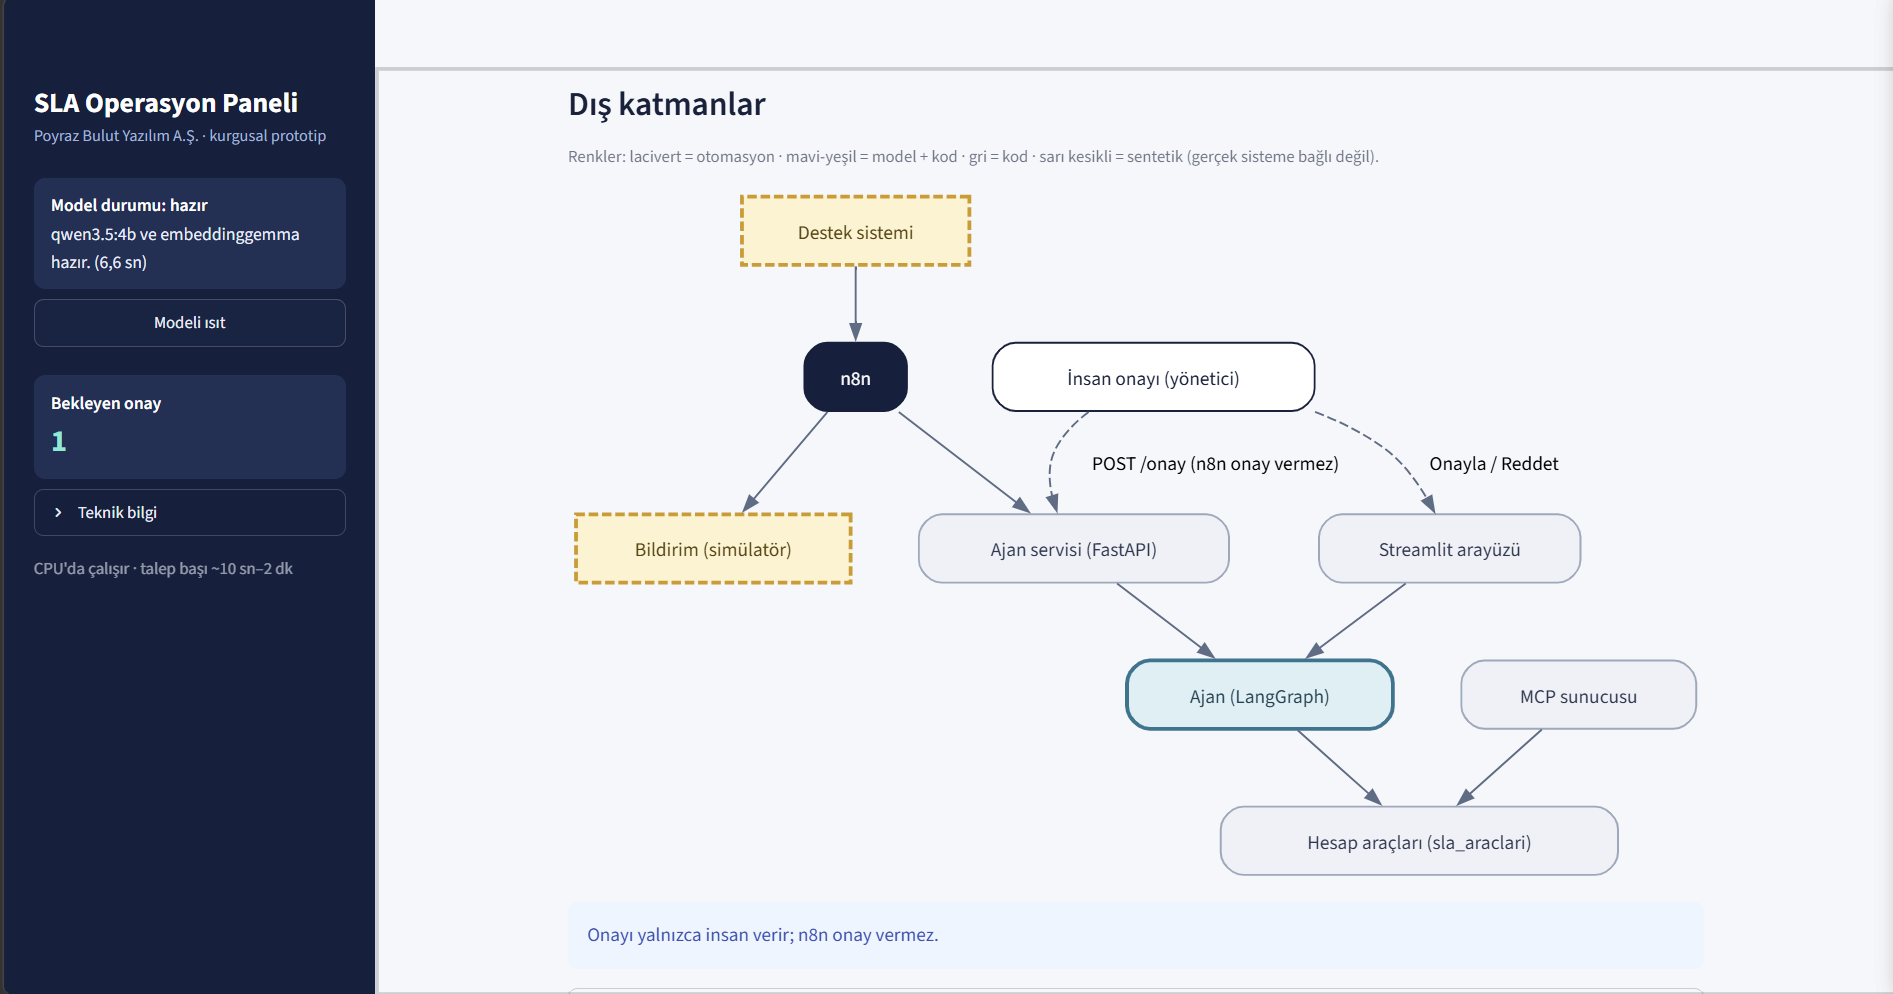 SLA Operasyon Paneli
Poyraz Bulut Yazılım A.Ş. · kurgusal prototip
Model durumu: hazır
qwen3.5:4b ve embeddinggemma
hazır. (6,6 sn)
Modeli ısıt
Bekleyen onay
1
Teknik bilgi
CPU'da çalışır · talep başı ~10 sn–2 dk
Dış katmanlar
Renkler: lacivert = otomasyon · mavi-yeşil = model + kod · gri = kod · sarı kesikli = sentetik (gerçek sisteme bağlı değil).
Destek sistemi
n8n
İnsan onayı (yönetici)
POST /onay (n8n onay vermez)
Onayla / Reddet
Bildirim (simülatör)
Ajan servisi (FastAPI)
Streamlit arayüzü
Ajan (LangGraph)
MCP sunucusu
Hesap araçları (sla_araclari)
Onayı yalnızca insan verir; n8n onay vermez.